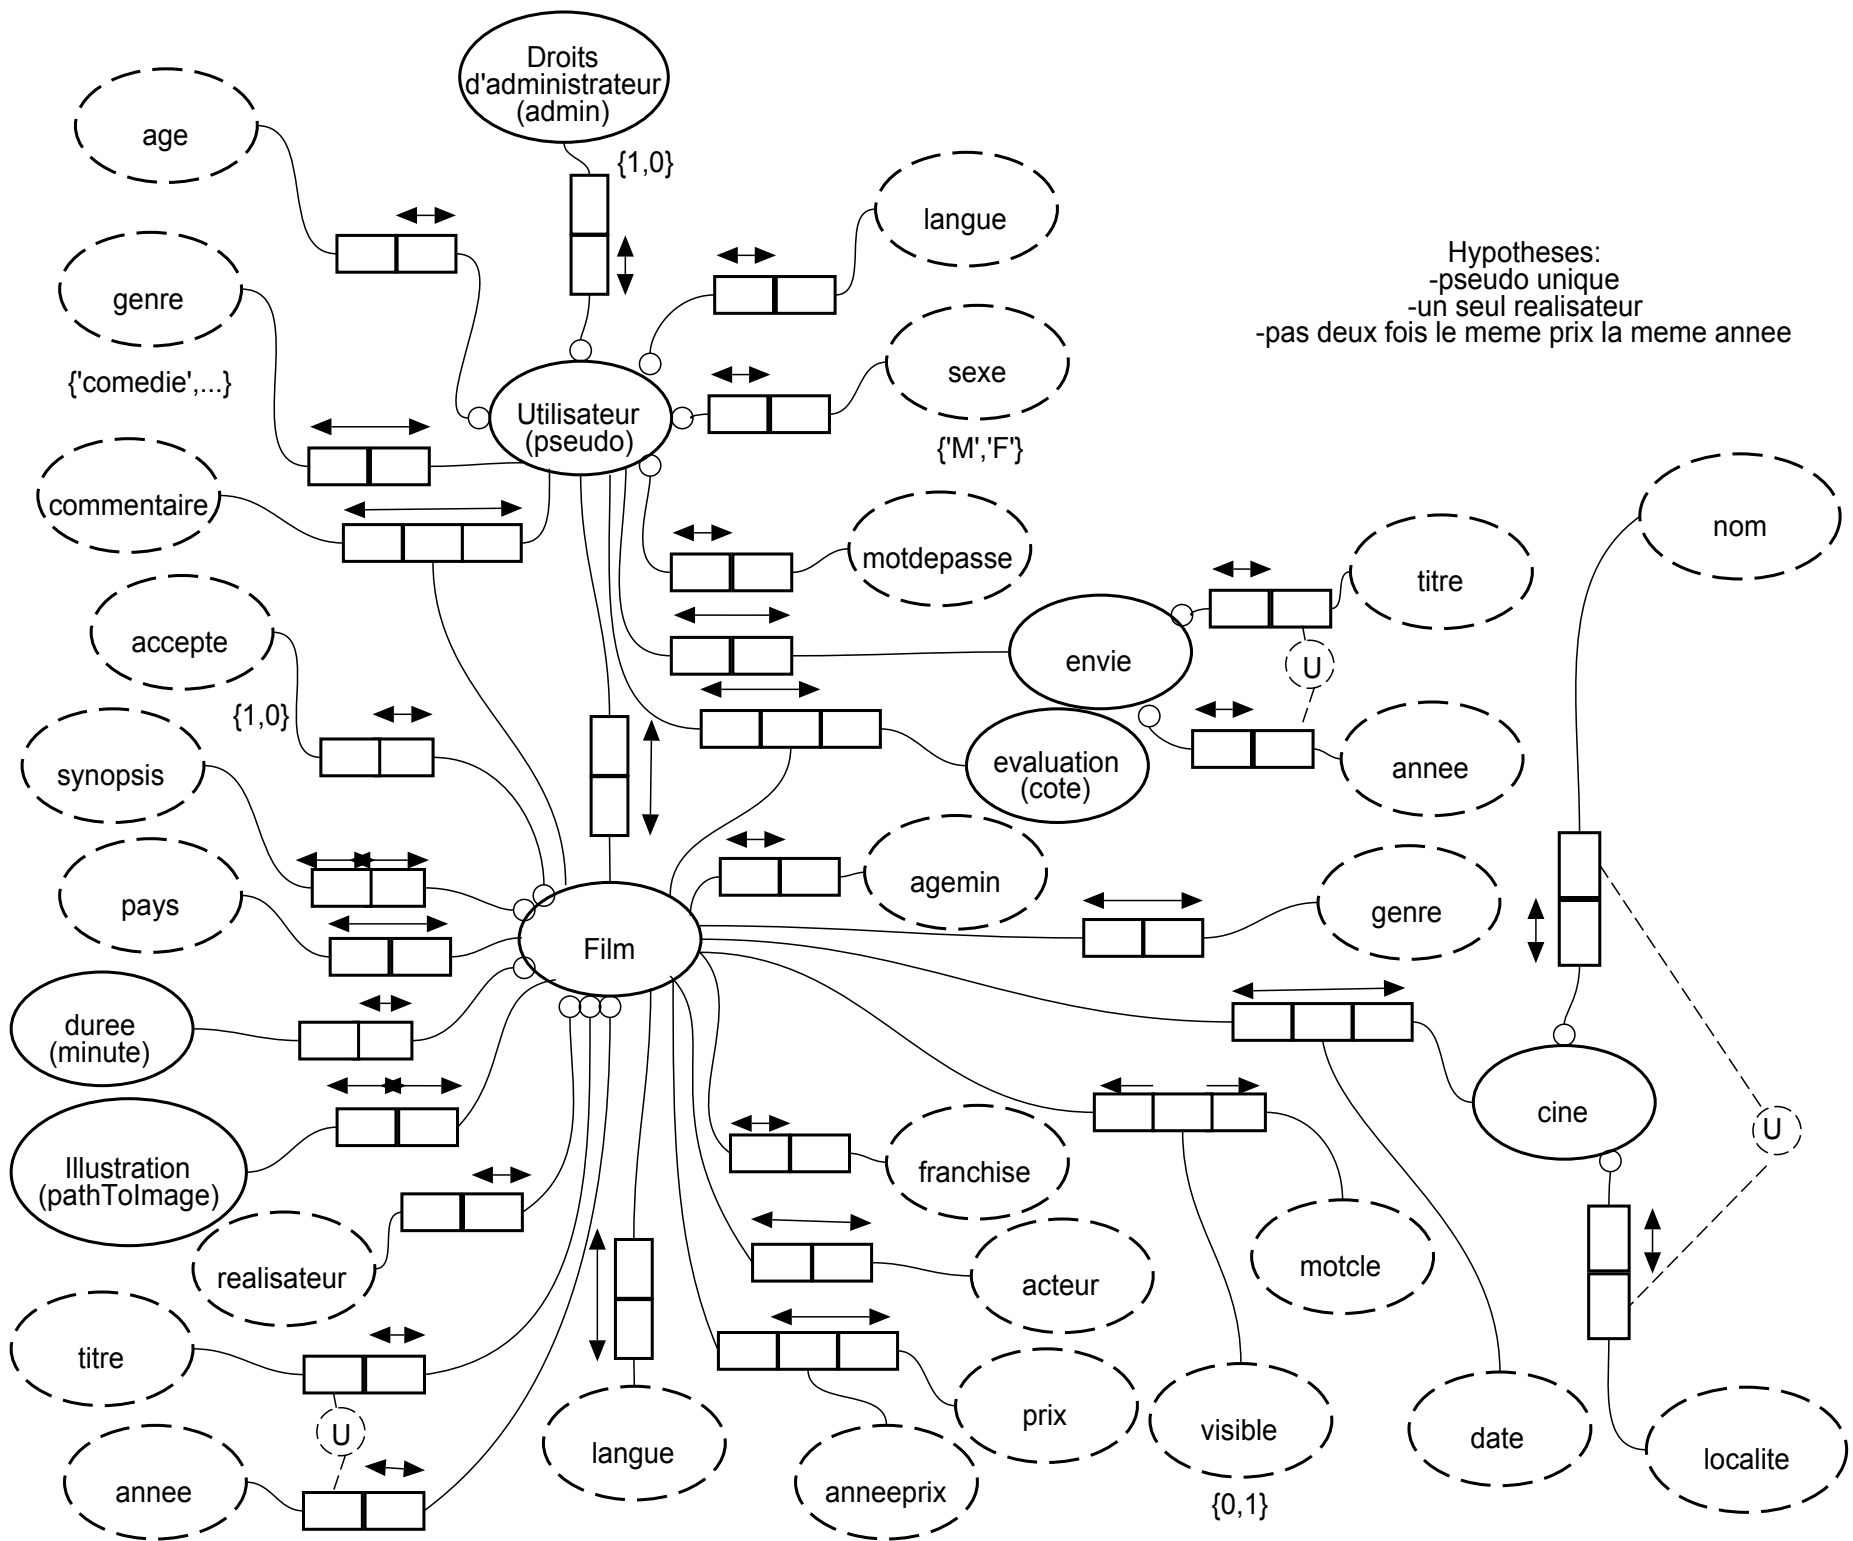 Droits
d'administrateur
(admin)
age
{1,0}
langue
genre
Hypotheses:
-pseudo unique
-un seul realisateur
-pas deux fois le meme prix la meme annee
{'comedie',...}
sexe
Utilisateur
(pseudo)
{'M','F'}
commentaire
motdepasse
nom
titre
accepte
envie
U
{1,0}
synopsis
evaluation
(cote)
annee
pays
agemin
genre
Film
duree
(minute)
cine
U
Illustration
(pathToImage)
franchise
realisateur
acteur
motcle
titre
U
langue
prix
visible
date
localite
annee
anneeprix
{0,1}